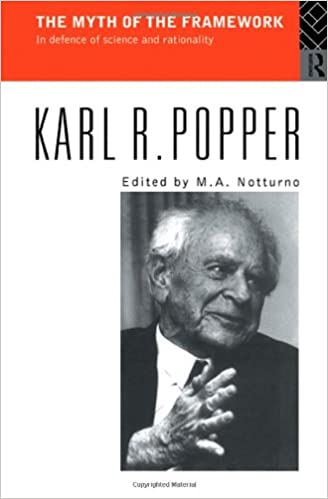 THE MYTH OF THE FRAMEWORK
In defence of science and rationality
R
KARL R. POPPER
Edited by M.A. Notturno